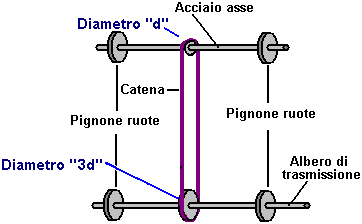 Diametro "d"
Acciaio asse
Catena
Pignone ruote
Pignone ruote
Diametro "3d"
Albero di
trasmissione